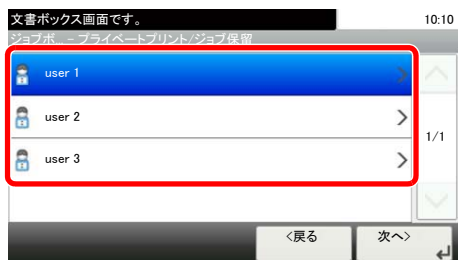 文書ボックス画面です。 10:10
ジョブボ... - プライベートプリント/ジョブ保留
user 1
user 2
1/1
user 3
<戻る 次へ>